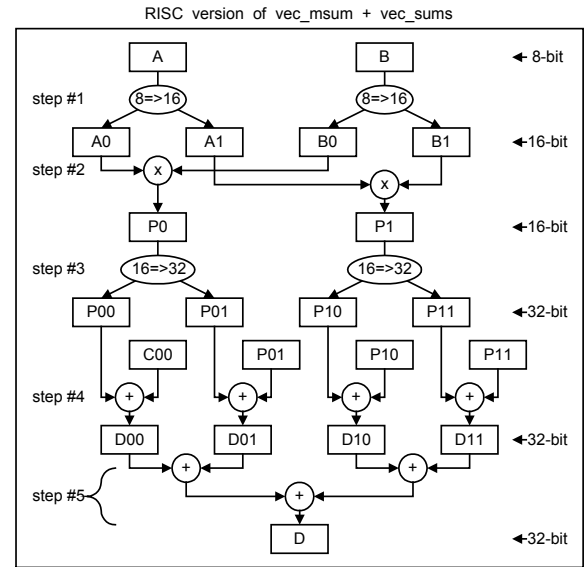 RISC version of vec_msum + vec_sums
A B 8-bit
step #1 8=>16 8=>16
A0 A1 B0 B1 16-bit
step #2 x x
P0 P1 16-bit
step #3 16=>32 16=>32
P00 P01 P10 P11 32-bit
C00 P01 P10 P11
step #4 + + + +
D00 D01 D10 D11 32-bit
+ +
step #5 +
D 32-bit